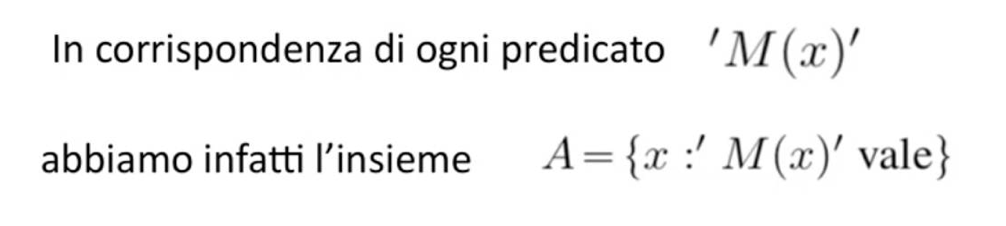 In corrispondenza di ogni predicato ′M(x)′
abbiamo infatti l’insieme A={x :′ M(x)′ vale}